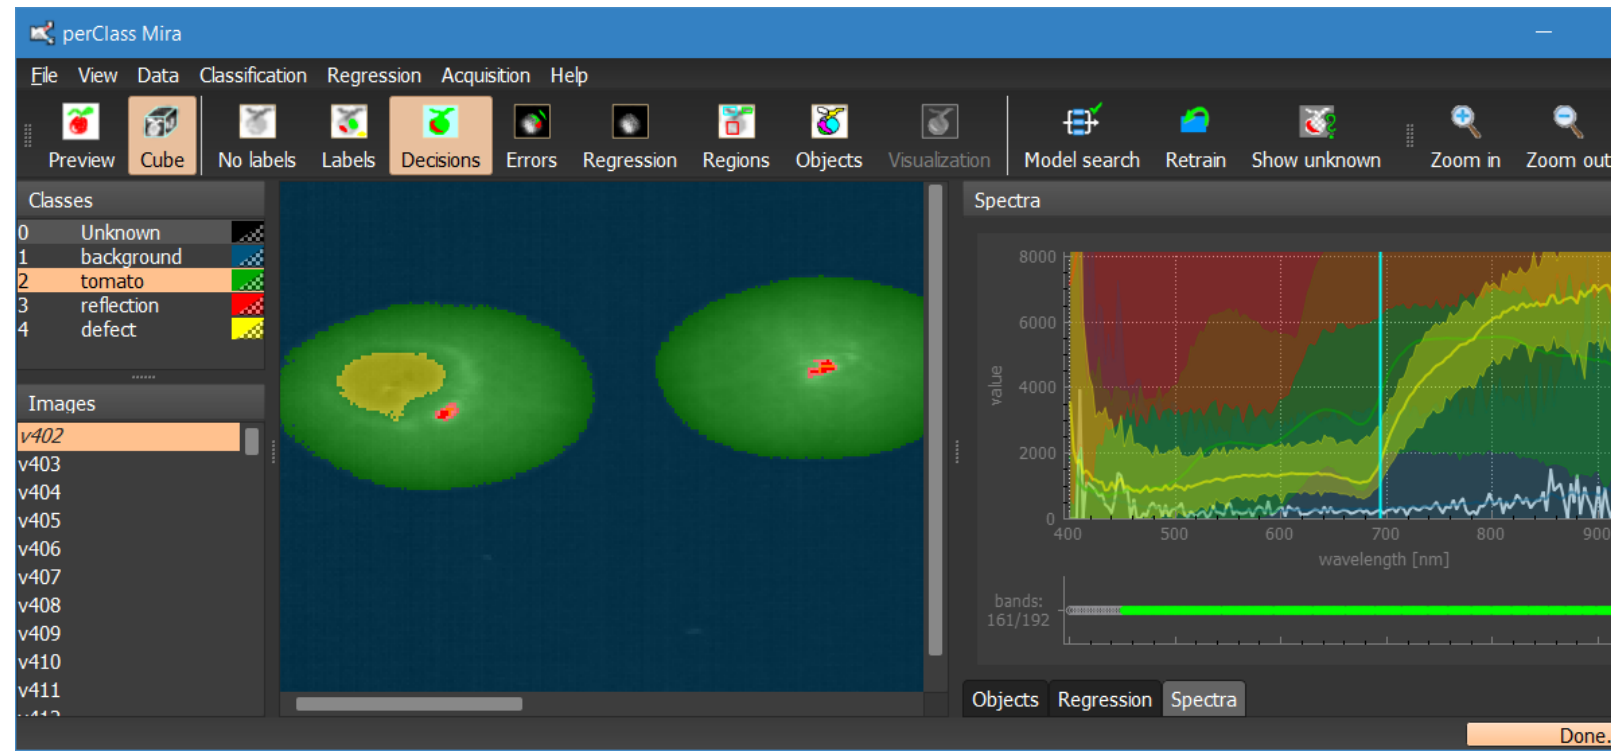 perClass Mira
File View Data Classification Regression Acquisition Help
Preview Cube No labels Labels Decisions Errors Regression Regions Objects Visualization Model search Retrain Show unknown Zoom in Zoom out
Classes
0 Unknown
1 background
2 tomato
3 reflection
4 defect
Images
v402
v403
v404
v405
v406
v407
v408
v409
v410
v411
Spectra
8000
6000
4000
2000
0
value
400 500 600 700 800 900
wavelength [nm]
bands:
161/192
Objects Regression Spectra
Done.